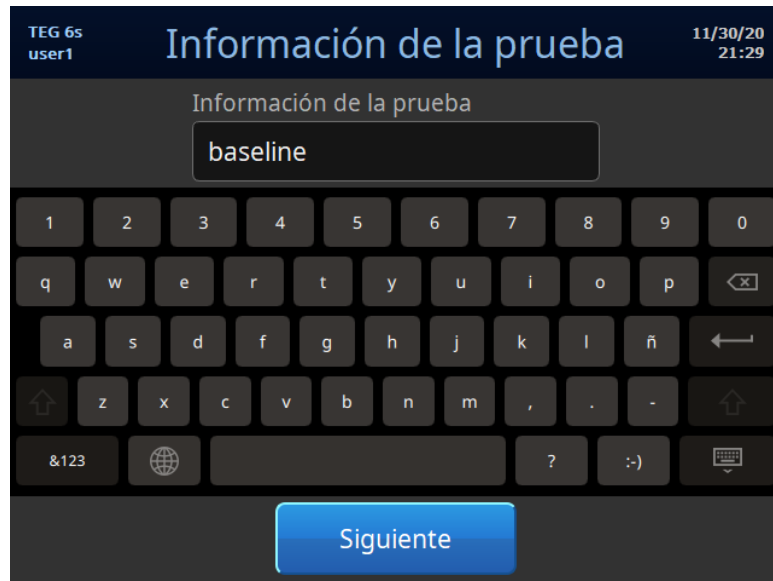 TEG 6s
user1
Información de la prueba
11/30/20
21:29
Información de la prueba
baseline
1 2 3 4 5 6 7 8 9 0
q w e r t y u i o p
a s d f g h j k l ñ
z x c v b n m , . -
&123 ? :-)
Siguiente